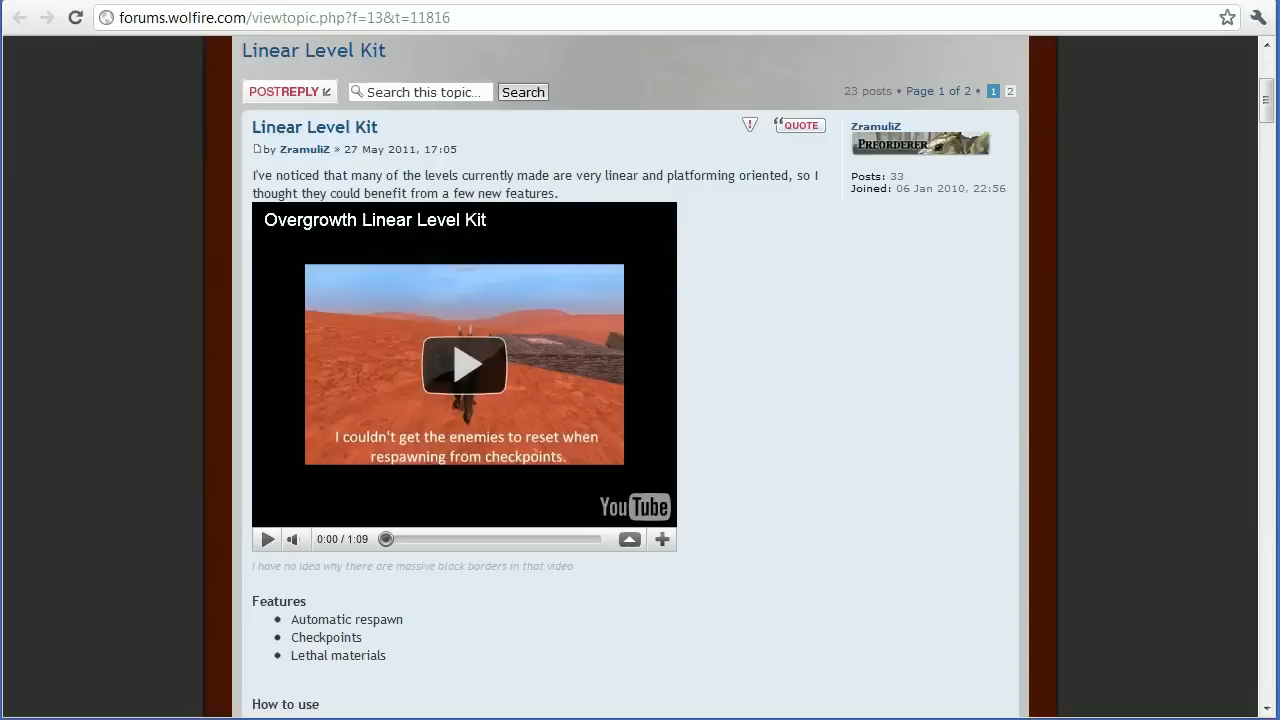 forums.wolfire.com/viewtopic.php?f=13&t=11816
Linear Level Kit
POSTREPLY
Search this topic...
Search
23 posts • Page 1 of 2 • 1 2
Linear Level Kit
QUOTE
by ZramuliZ » 27 May 2011, 17:05
ZramuliZ
PREORDERER
Posts: 33
Joined: 06 Jan 2010, 22:56
I've noticed that many of the levels currently made are very linear and platforming oriented, so I
thought they could benefit from a few new features.
Overgrowth Linear Level Kit
I couldn't get the enemies to reset when
respawning from checkpoints.
YouTube
0:00 / 1:09
I have no idea why there are massive black borders in that video
Features
• Automatic respawn
• Checkpoints
• Lethal materials
How to use